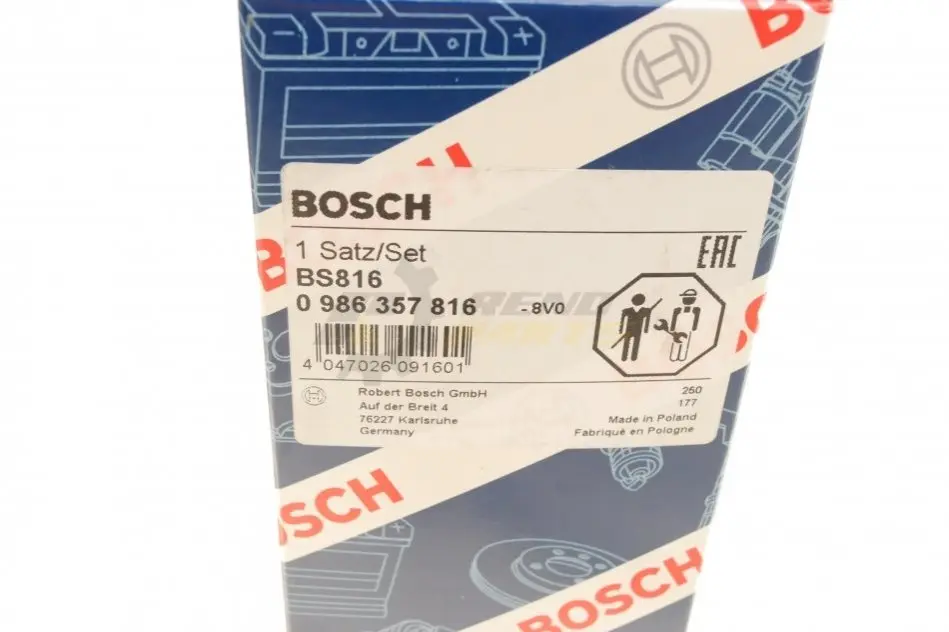 BOSCH
BOSCH
1 Satz/Set
EAC
BS816
0 986 357 816 - 8V0
4 047026 091601
Robert Bosch GmbH
Auf der Breit 4
76227 Karlsruhe
Germany
260
177
Made in Poland
Fabriqué en Pologne
BOSCH
BOSCH